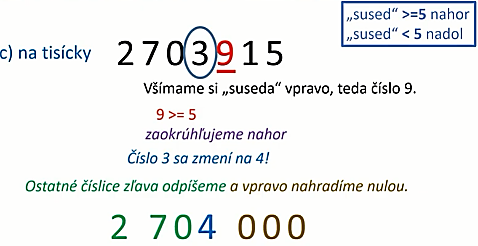 „sused“ >=5 nahor
„sused“ < 5 nadol
c) na tisícky 2703915
Všímame si „suseda“ vpravo, teda číslo 9.
9 >= 5
zaokrúhľujeme nahor
Číslo 3 sa zmení na 4!
Ostatné číslice zľava odpíšeme a vpravo nahradíme nulou.
2 704 000